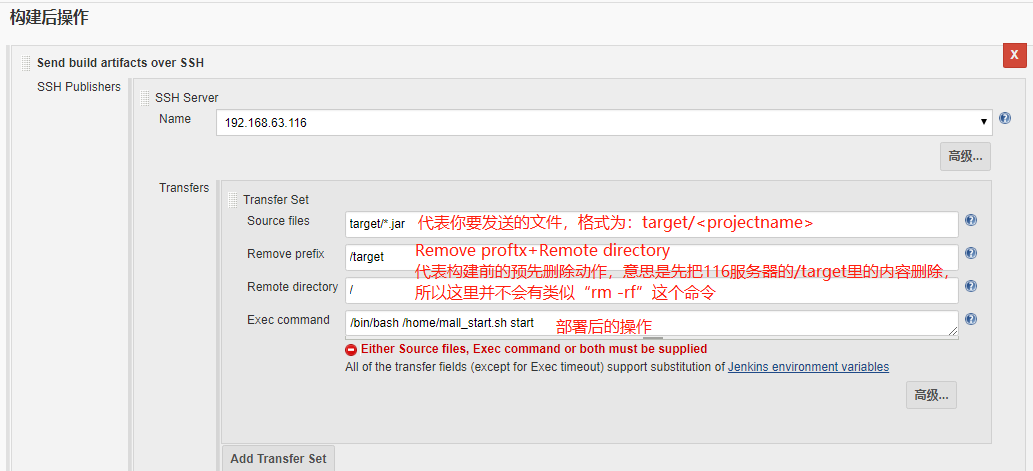 构建后操作
Send build artifacts over SSH
X
SSH Publishers
SSH Server
Name
192.168.63.116
高级...
Transfers
Transfer Set
Source files
target/*.jar
代表你要发送的文件，格式为：target/<projectname>
Remove prefix
/target
Remove proftx+Remote directory
代表构建前的预先删除动作，意思是先把116服务器的/target里的内容删除，
所以这里并不会有类似“rm -rf”这个命令
Remote directory
/
Exec command
/bin/bash /home/mall_start.sh start
部署后的操作
Either Source files, Exec command or both must be supplied
All of the transfer fields (except for Exec timeout) support substitution of Jenkins environment variables
高级...
Add Transfer Set